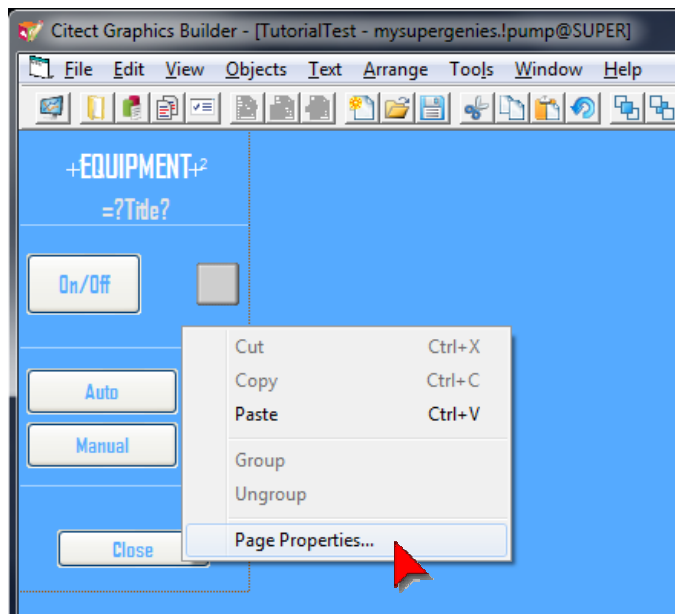 Citect Graphics Builder - [TutorialTest - mysupergenies.!pump@SUPER]
File Edit View Objects Text Arrange Tools Window Help
+EQUIPMENT+2
=?Title?
On/Off
Cut Ctrl+X
Copy Ctrl+C
Auto
Paste Ctrl+V
Manual
Group
Ungroup
Page Properties...
Close